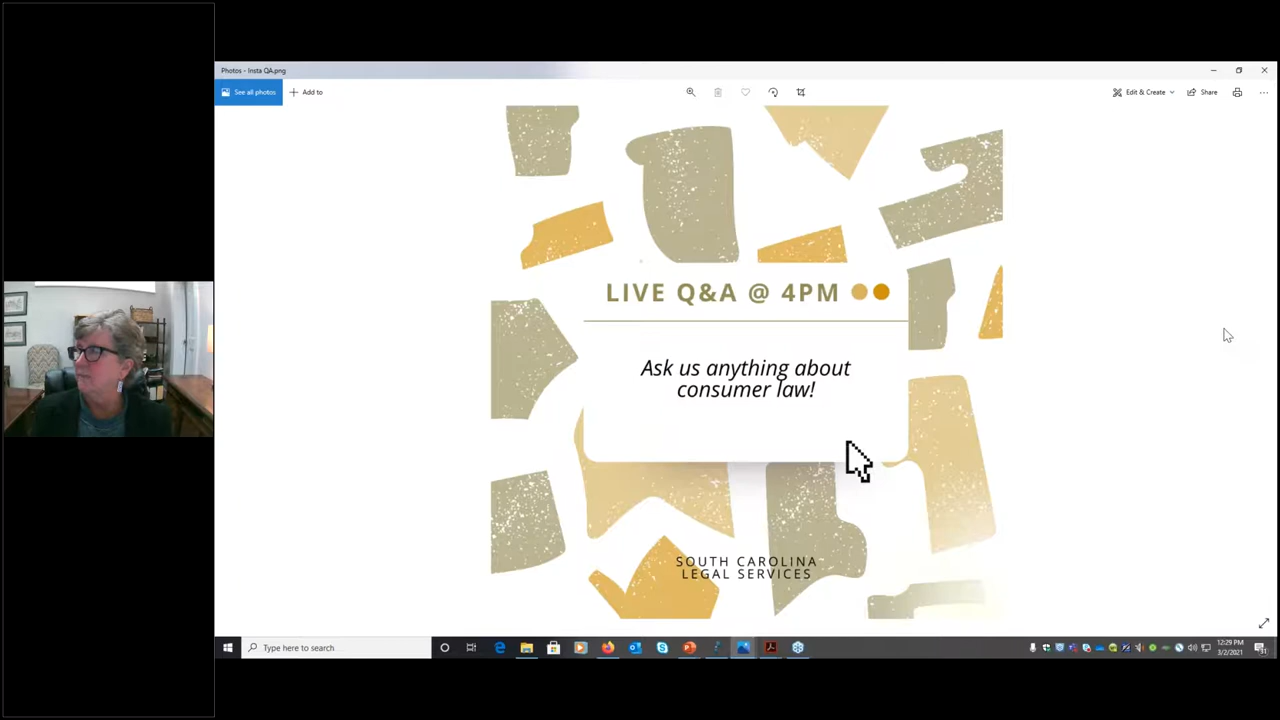 Photos - Insta QA.png
See all photos
Add to
Edit & Create
Share
LIVE Q&A @ 4PM
Ask us anything about
consumer law!
SOUTH CAROLINA
LEGAL SERVICES
Type here to search
12:29 PM
3/2/2021